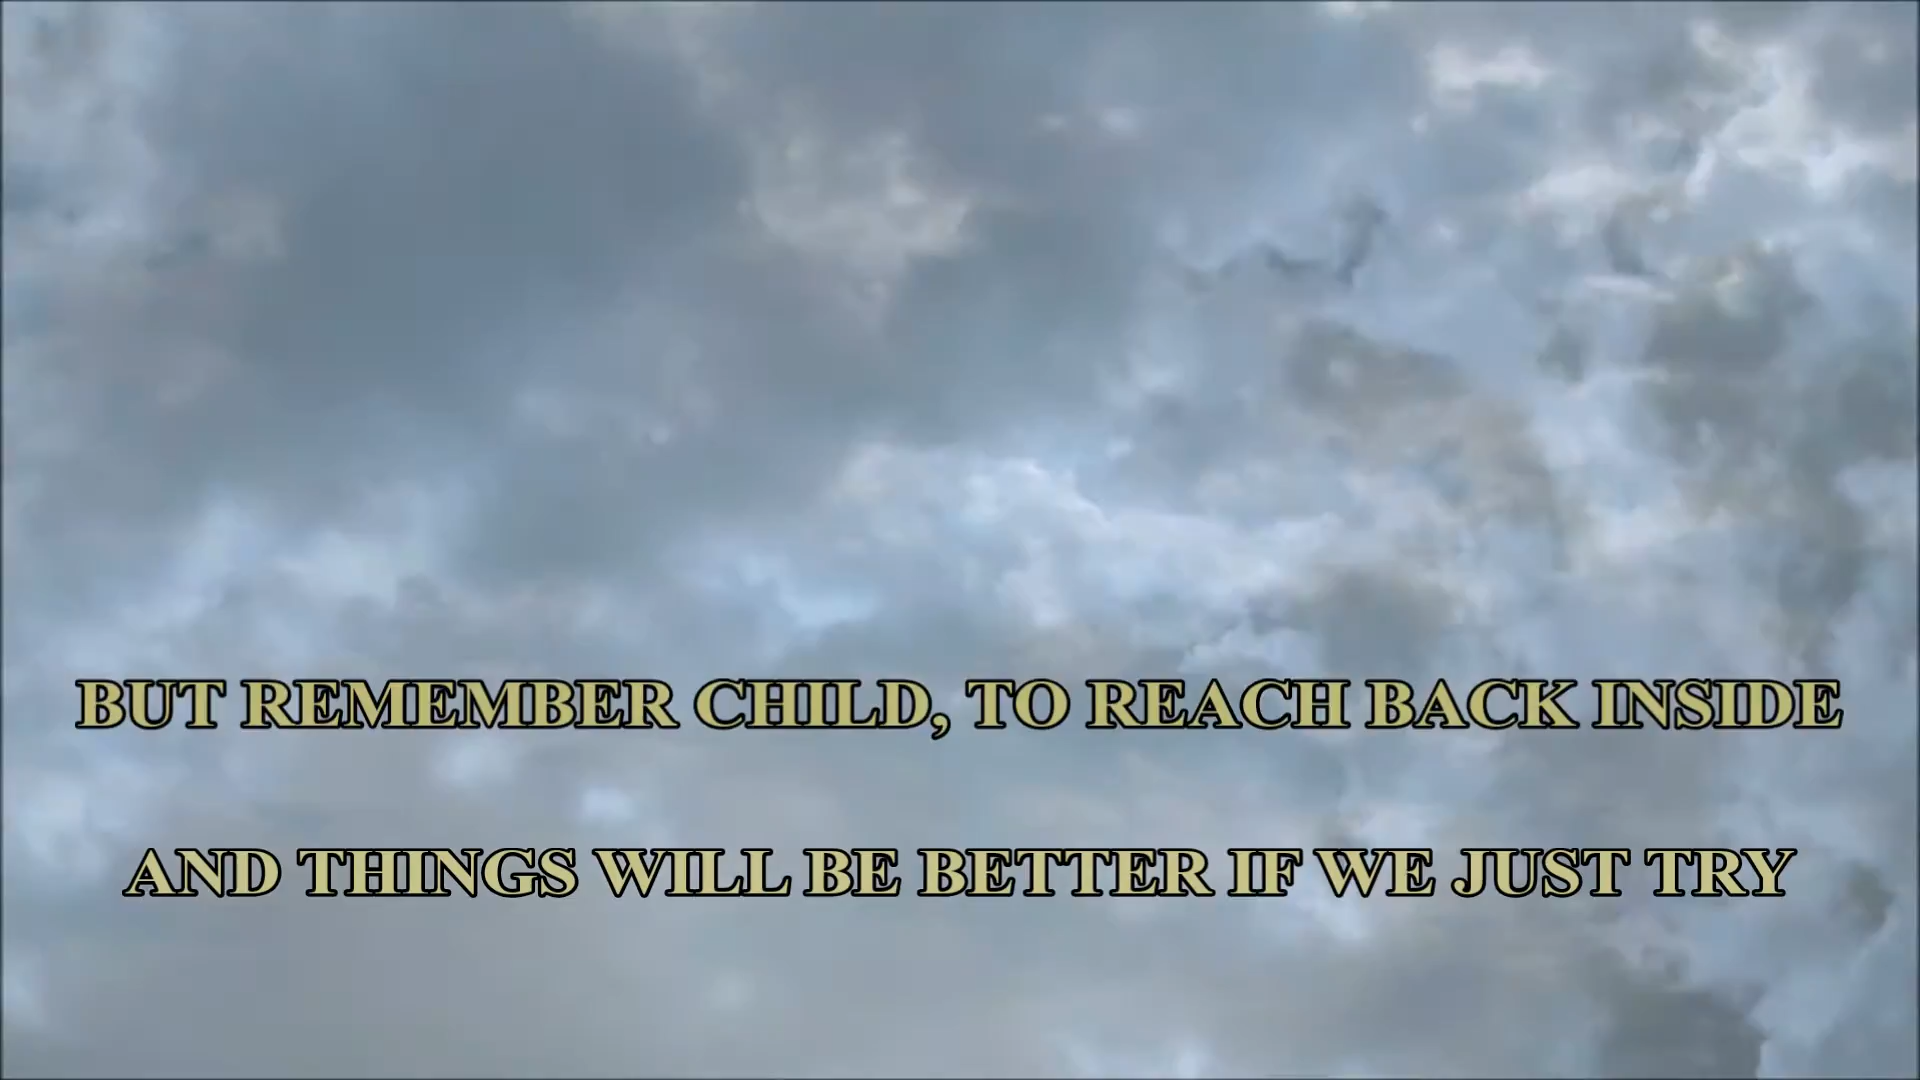 BUT REMEMBER CHILD, TO REACH BACK INSIDE
AND THINGS WILL BE BETTER IF WE JUST TRY